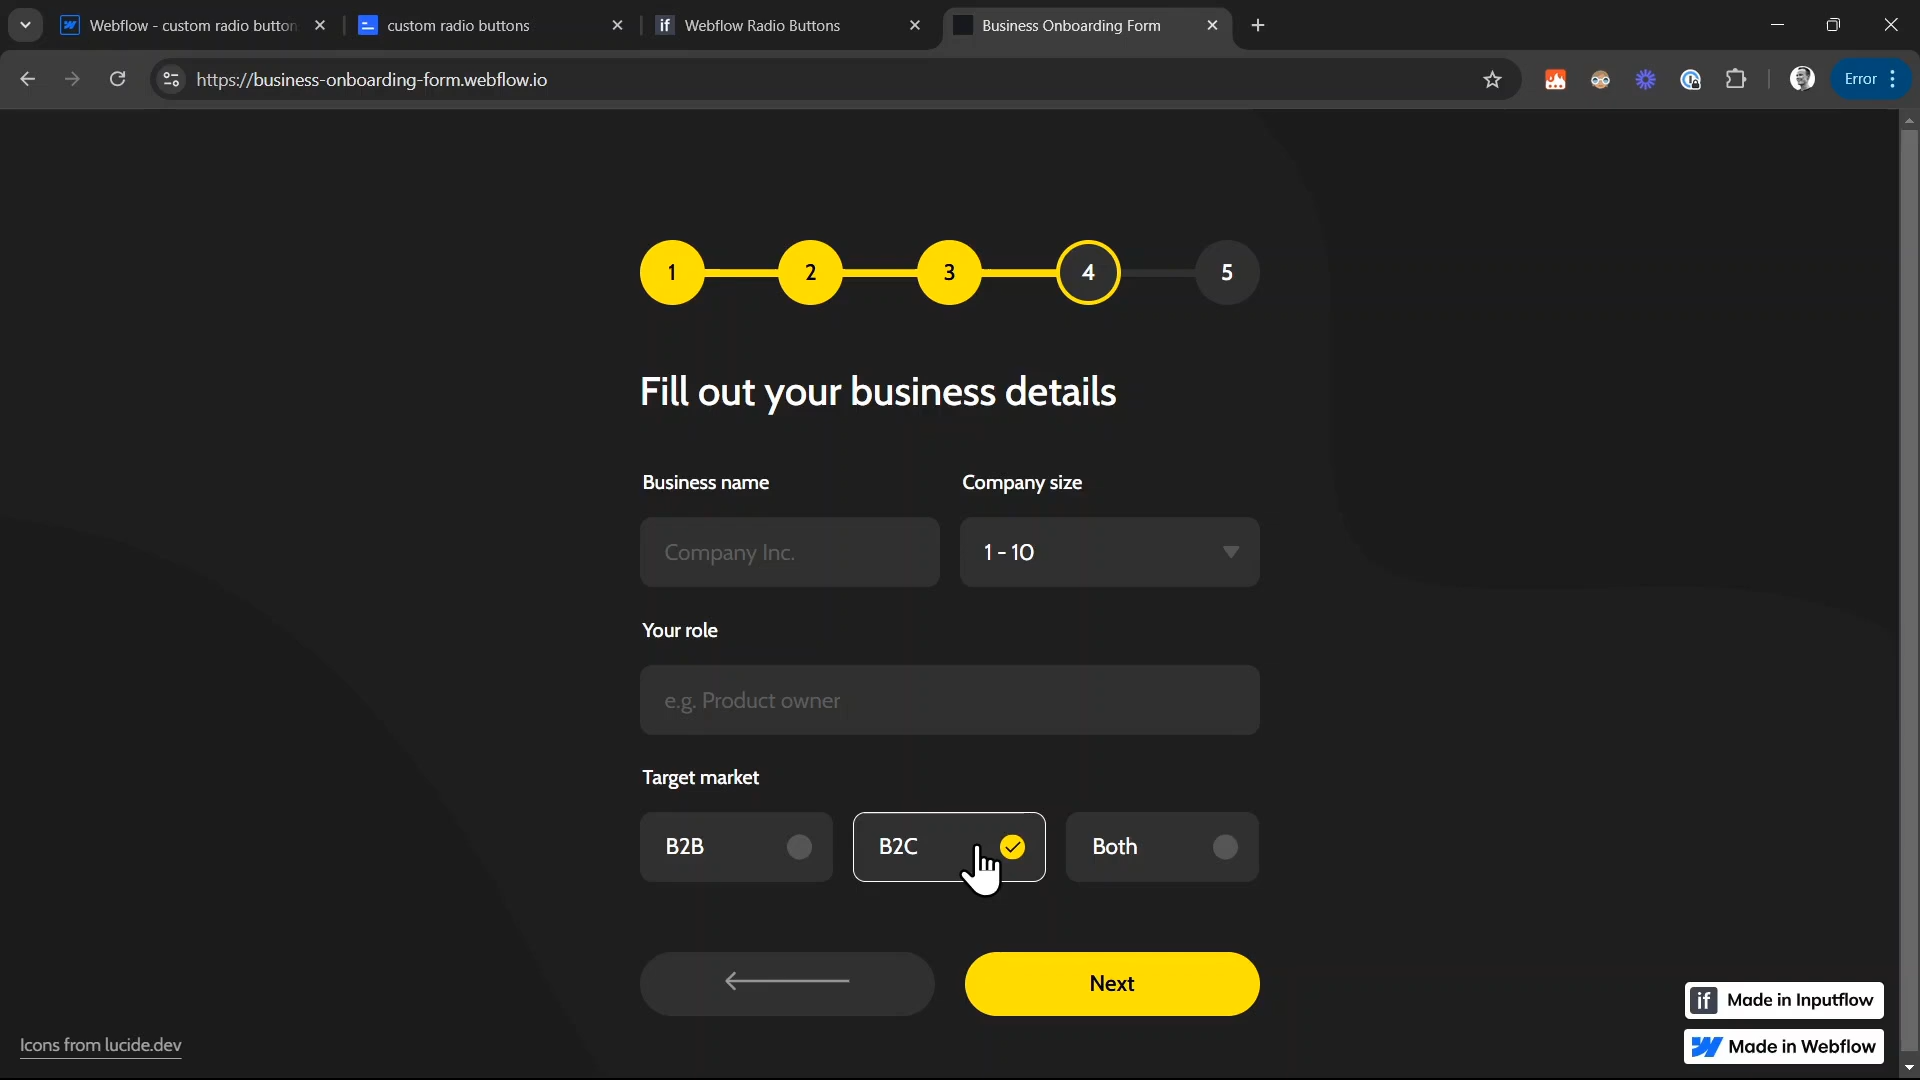 Webflow - custom radio button
custom radio buttons
Webflow Radio Buttons
Business Onboarding Form
https://business-onboarding-form.webflow.io
Error
1 2 3 4 5
Fill out your business details
Business name Company size
Company Inc. 1 - 10
Your role
e.g. Product owner
Target market
B2B B2C Both
Next
if Made in Inputflow
Made in Webflow
Icons from lucide.dev